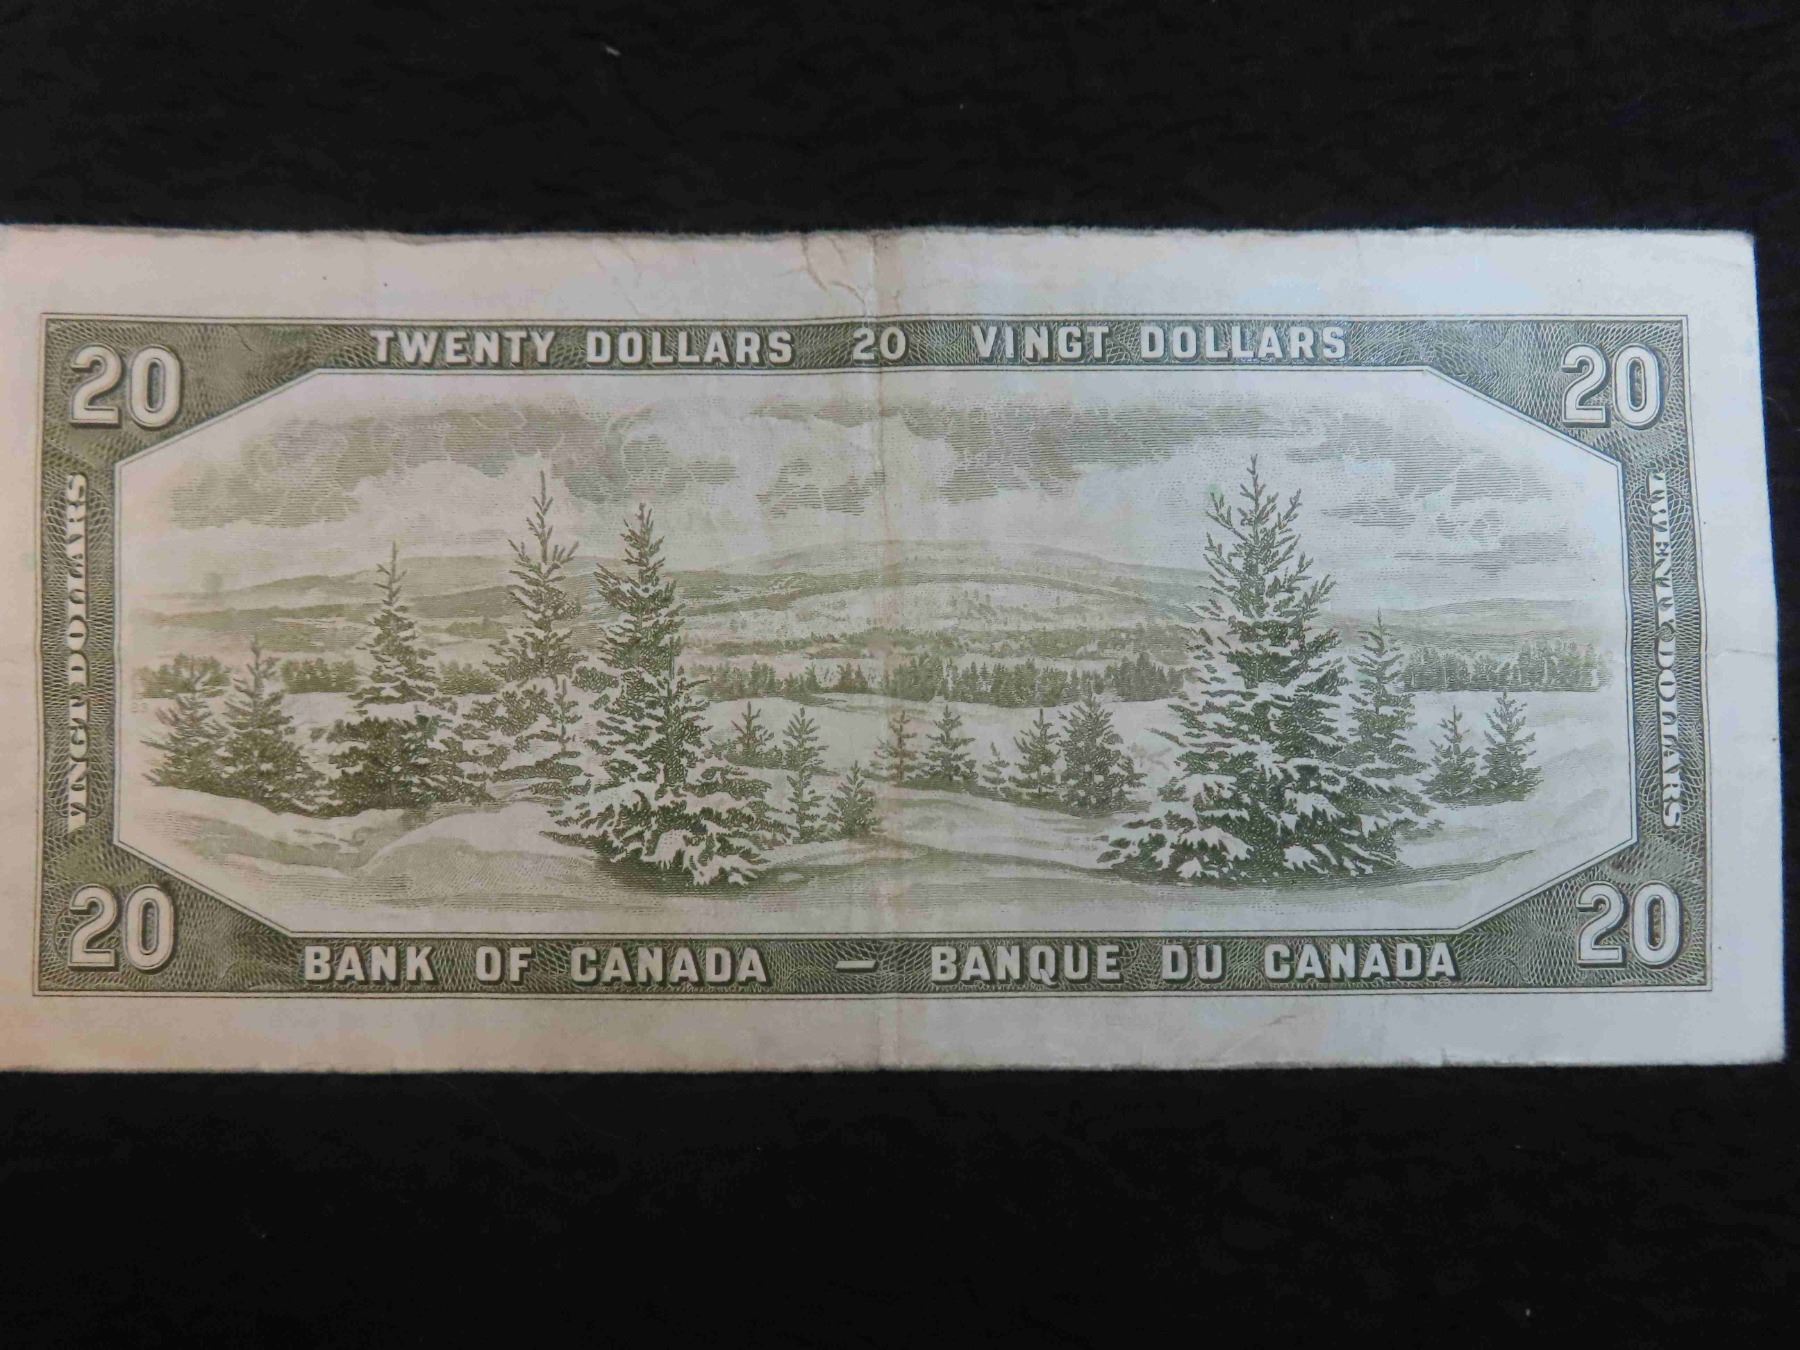 TWENTY DOLLARS 20 VINGT DOLLARS
20
20
VINGT DOLLARS
TWENTY DOLLARS
20
20
BANK OF CANADA — BANQUE DU CANADA